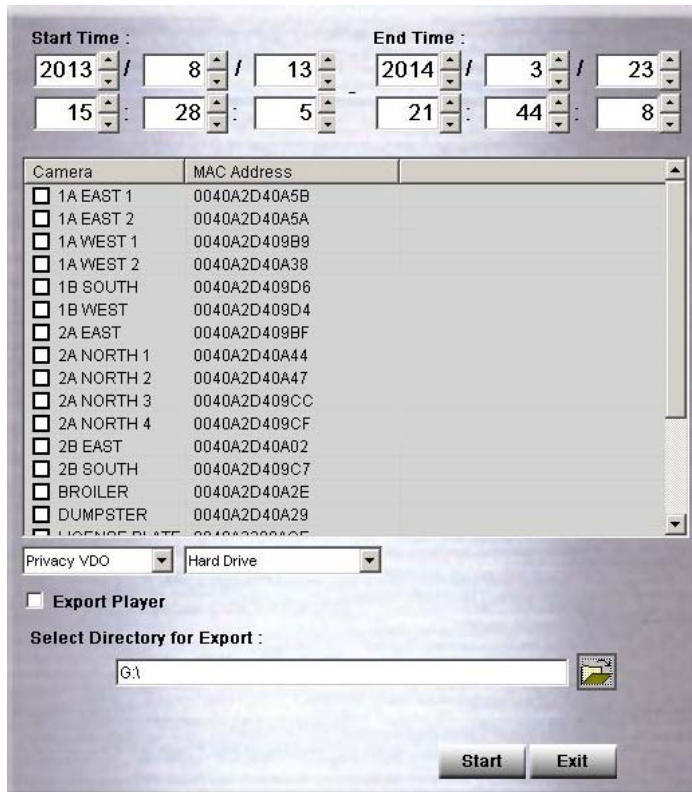 Start Time :
End Time :
2013 / 8 / 13 - 2014 / 3 / 23
15 : 28 : 5 21 : 44 : 8
Camera MAC Address
1A EAST 1 0040A2D40A5B
1A EAST 2 0040A2D40A5A
1A WEST 1 0040A2D409B9
1A WEST 2 0040A2D40A38
1B SOUTH 0040A2D409D6
1B WEST 0040A2D409D4
2A EAST 0040A2D409BF
2A NORTH 1 0040A2D40A44
2A NORTH 2 0040A2D40A47
2A NORTH 3 0040A2D409CC
2A NORTH 4 0040A2D409CF
2B EAST 0040A2D40A02
2B SOUTH 0040A2D409C7
BROILER 0040A2D40A2E
DUMPSTER 0040A2D40A29
LICENSE PLATE
Privacy VDO Hard Drive
Export Player
Select Directory for Export :
G:\
Start Exit